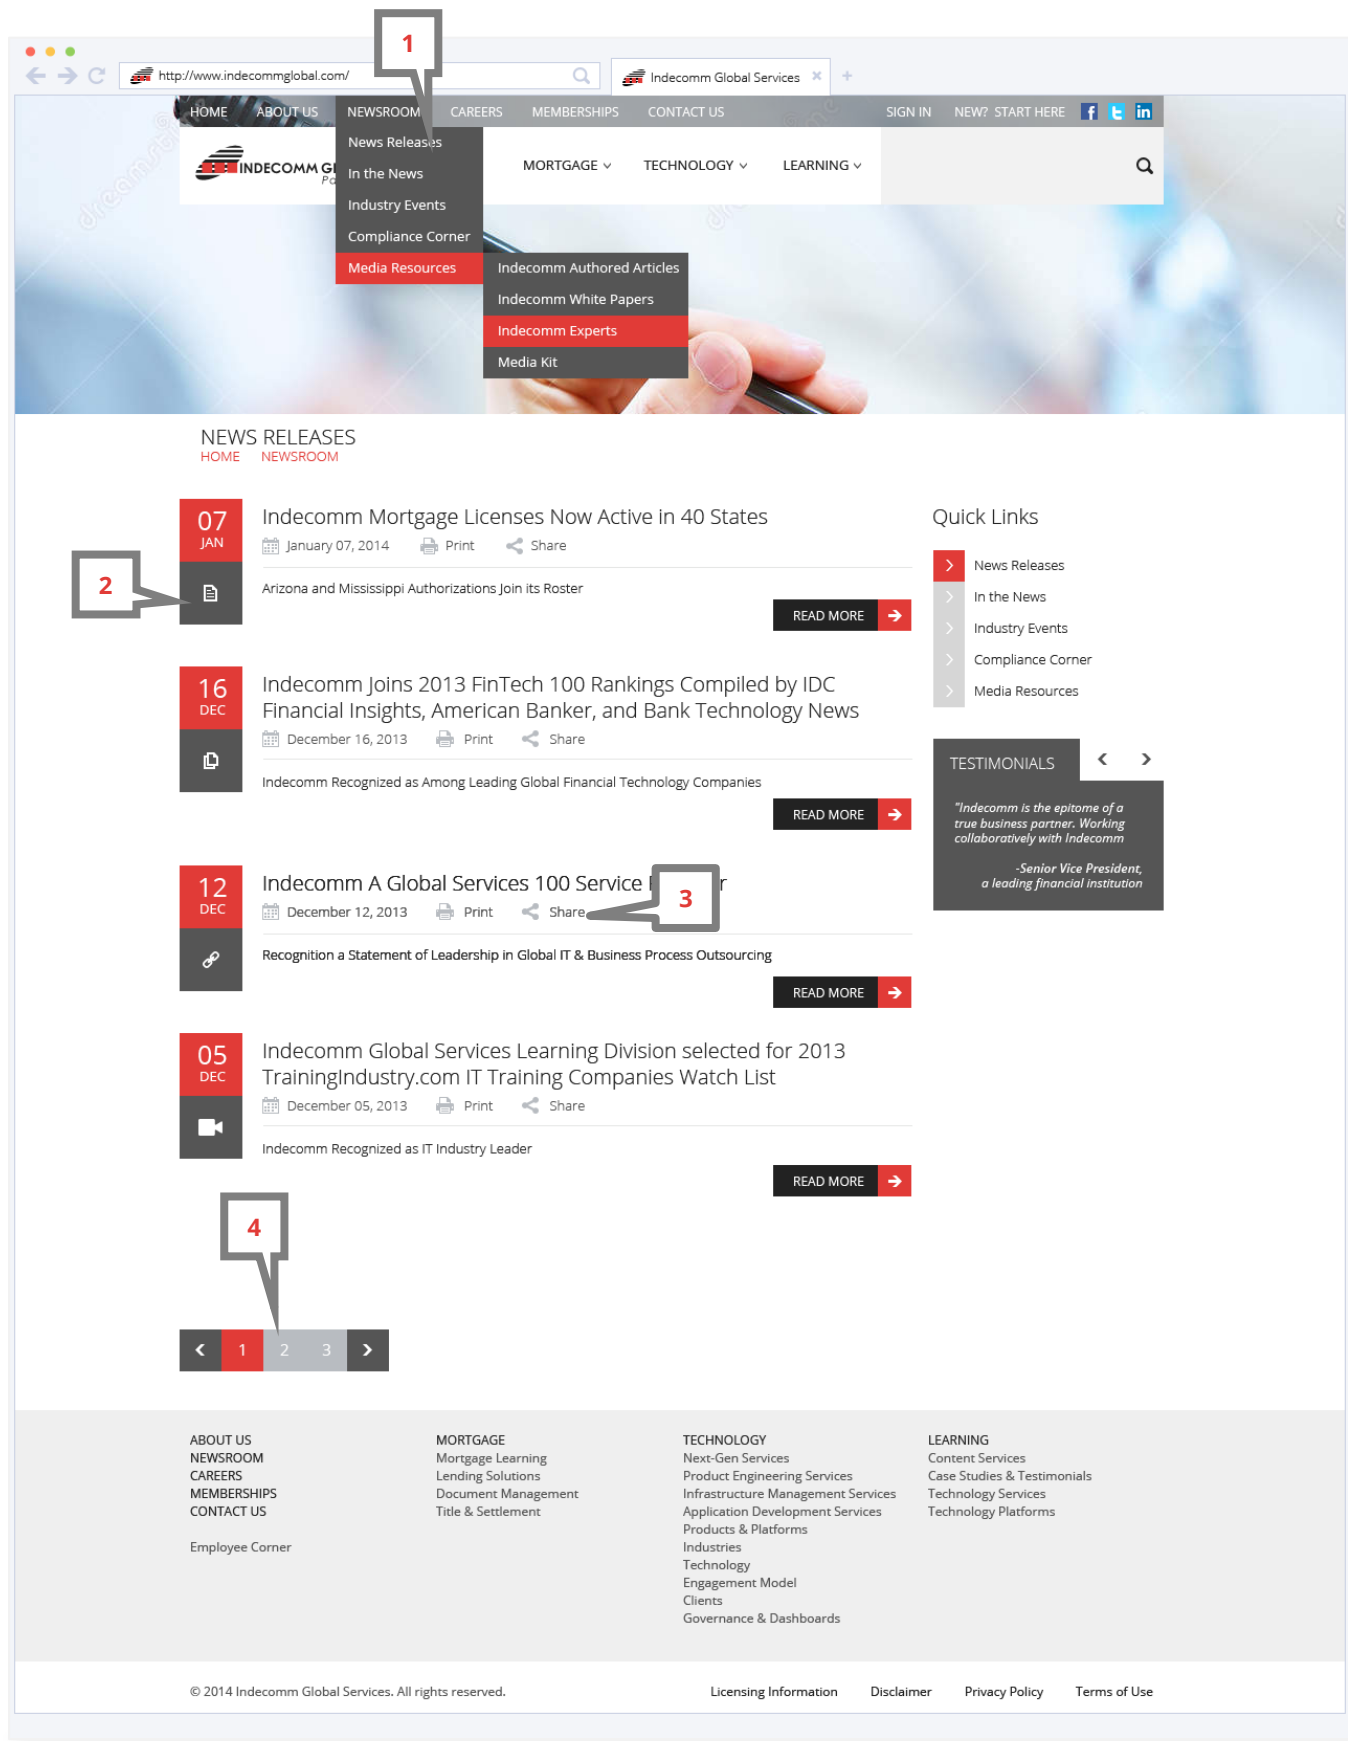 1
http://www.indecommglobal.com/
Indecomm Global Services
HOME ABOUT US NEWSROOM CAREERS MEMBERSHIPS CONTACT US SIGN IN NEW? START HERE
News Releases
In the News
Industry Events
Compliance Corner
Media Resources
INDECOMM
MORTGAGE TECHNOLOGY LEARNING
Indecomm Authored Articles
Indecomm White Papers
Indecomm Experts
Media Kit
NEWS RELEASES
HOME NEWSROOM
07
JAN
Indecomm Mortgage Licenses Now Active in 40 States
January 07, 2014 Print Share
2
Arizona and Mississippi Authorizations Join its Roster
READ MORE
16
DEC
Indecomm Joins 2013 FinTech 100 Rankings Compiled by IDC
Financial Insights, American Banker, and Bank Technology News
December 16, 2013 Print Share
Indecomm Recognized as Among Leading Global Financial Technology Companies
READ MORE
12
DEC
Indecomm A Global Services 100 Service
December 12, 2013 Print Share
3
Recognition a Statement of Leadership in Global IT & Business Process Outsourcing
READ MORE
05
DEC
Indecomm Global Services Learning Division selected for 2013
TrainingIndustry.com IT Training Companies Watch List
December 05, 2013 Print Share
Indecomm Recognized as IT Industry Leader
READ MORE
4
1 2 3
Quick Links
News Releases
In the News
Industry Events
Compliance Corner
Media Resources
TESTIMONIALS
"Indecomm is the epitome of a
true business partner. Working
collaboratively with Indecomm
-Senior Vice President,
a leading financial institution
ABOUT US
NEWSROOM
CAREERS
MEMBERSHIPS
CONTACT US
Employee Corner
MORTGAGE
Mortgage Learning
Lending Solutions
Document Management
Title & Settlement
TECHNOLOGY
Next-Gen Services
Product Engineering Services
Infrastructure Management Services
Application Development Services
Products & Platforms
Industries
Technology
Engagement Model
Clients
Governance & Dashboards
LEARNING
Content Services
Case Studies & Testimonials
Technology Services
Technology Platforms
© 2014 Indecomm Global Services. All rights reserved.
Licensing Information Disclaimer Privacy Policy Terms of Use